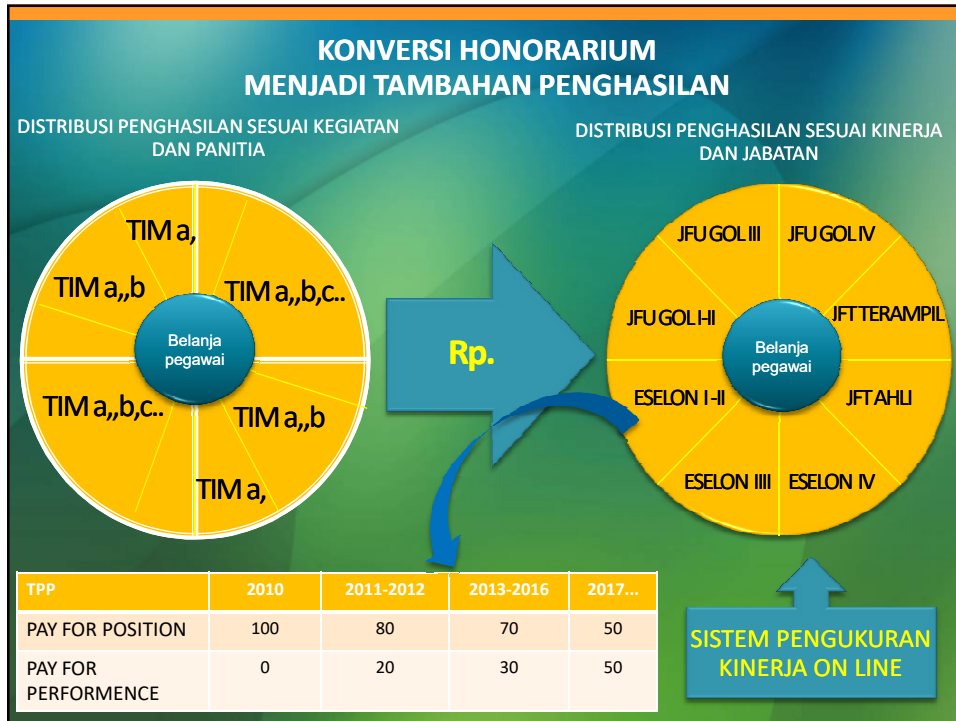 KONVERSI HONORARIUM
MENJADI TAMBAHAN PENGHASILAN
DISTRIBUSI PENGHASILAN SESUAI KEGIATAN
DAN PANITIA
DISTRIBUSI PENGHASILAN SESUAI KINERJA
DAN JABATAN
TIM a,
TIM a,,b
TIM a,,b,c..
Belanja
pegawai
TIM a,,b,c..
TIM a,,b
TIM a,
Rp.
JFU GOL III
JFU GOL IV
JFU GOL I-II
JFT TERAMPIL
Belanja
pegawai
ESELON I -II
JFT AHLI
ESELON IIII
ESELON IV
TPP 2010 2011-2012 2013-2016 2017...
PAY FOR POSITION 100 80 70 50
PAY FOR 0 20 30 50
PERFORMENCE
SISTEM PENGUKURAN
KINERJA ON LINE